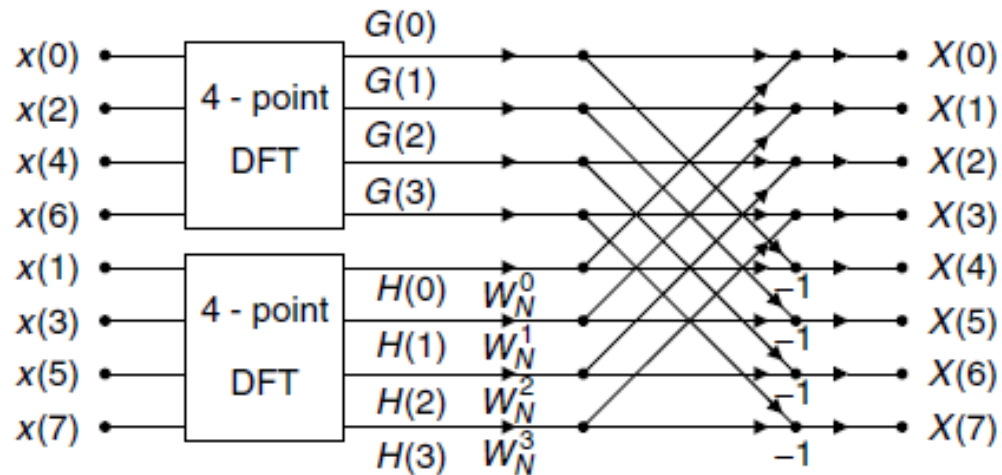 G(0)
x(0) X(0)
G(1)
4 - point
x(2) X(1)
G(2)
x(4) DFT X(2)
G(3)
x(6) X(3)
x(1) X(4)
H(0) W_N^0 −1
4 - point
x(3) X(5)
H(1) W_N^1 −1
x(5) DFT X(6)
H(2) W_N^2 −1
x(7) X(7)
H(3) W_N^3 −1